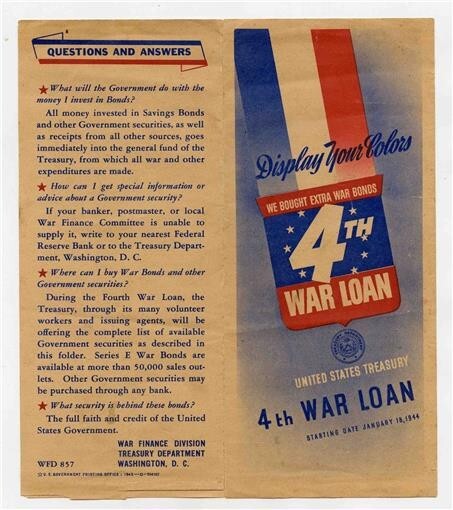 QUESTIONS AND ANSWERS
★ What will the Government do with the
money I invest in Bonds?
All money invested in Savings Bonds
and other Government securities, as well
as receipts from all other sources, goes
immediately into the general fund of the
Treasury, from which all war and other
expenditures are made.
★ How can I get special information or
advice about a Government security?
If your banker, postmaster, or local
War Finance Committee is unable to
supply it, write to your nearest Federal
Reserve Bank or to the Treasury Depart-
ment, Washington, D. C.
★ Where can I buy War Bonds and other
Government securities?
During the Fourth War Loan, the
Treasury, through its many volunteer
workers and issuing agents, will be
offering the complete list of available
Government securities as described in
this folder. Series E War Bonds are
available at more than 50,000 sales out-
lets. Other Government securities may
be purchased through any bank.
★ What security is behind these bonds?
The full faith and credit of the United
States Government.
WAR FINANCE DIVISION
TREASURY DEPARTMENT
WFD 857 WASHINGTON, D. C.
U. S. GOVERNMENT PRINTING OFFICE : 1943
Display Your Colors
WE BOUGHT EXTRA WAR BONDS
4TH
WAR LOAN
UNITED STATES TREASURY
4th WAR LOAN
STARTING DATE JANUARY 18, 1944